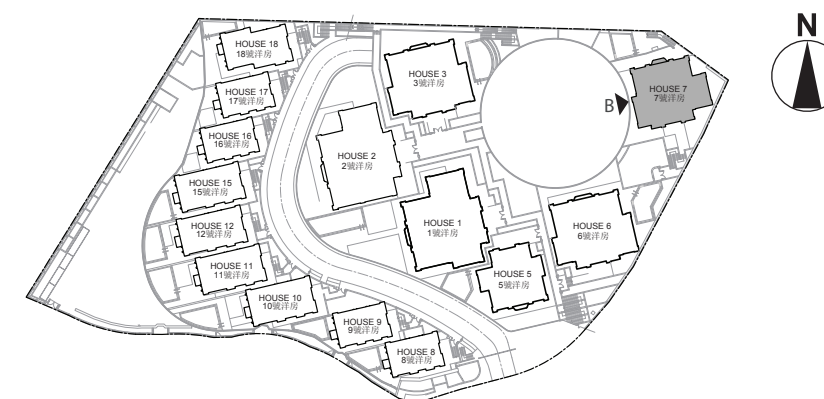 N
HOUSE 18
18號洋房
HOUSE 17
17號洋房
HOUSE 16
16號洋房
HOUSE 15
15號洋房
HOUSE 12
12號洋房
HOUSE 11
11號洋房
HOUSE 10
10號洋房
HOUSE 9
9號洋房
HOUSE 8
8號洋房
HOUSE 3
3號洋房
HOUSE 2
2號洋房
HOUSE 1
1號洋房
HOUSE 5
5號洋房
HOUSE 6
6號洋房
HOUSE 7
7號洋房
B